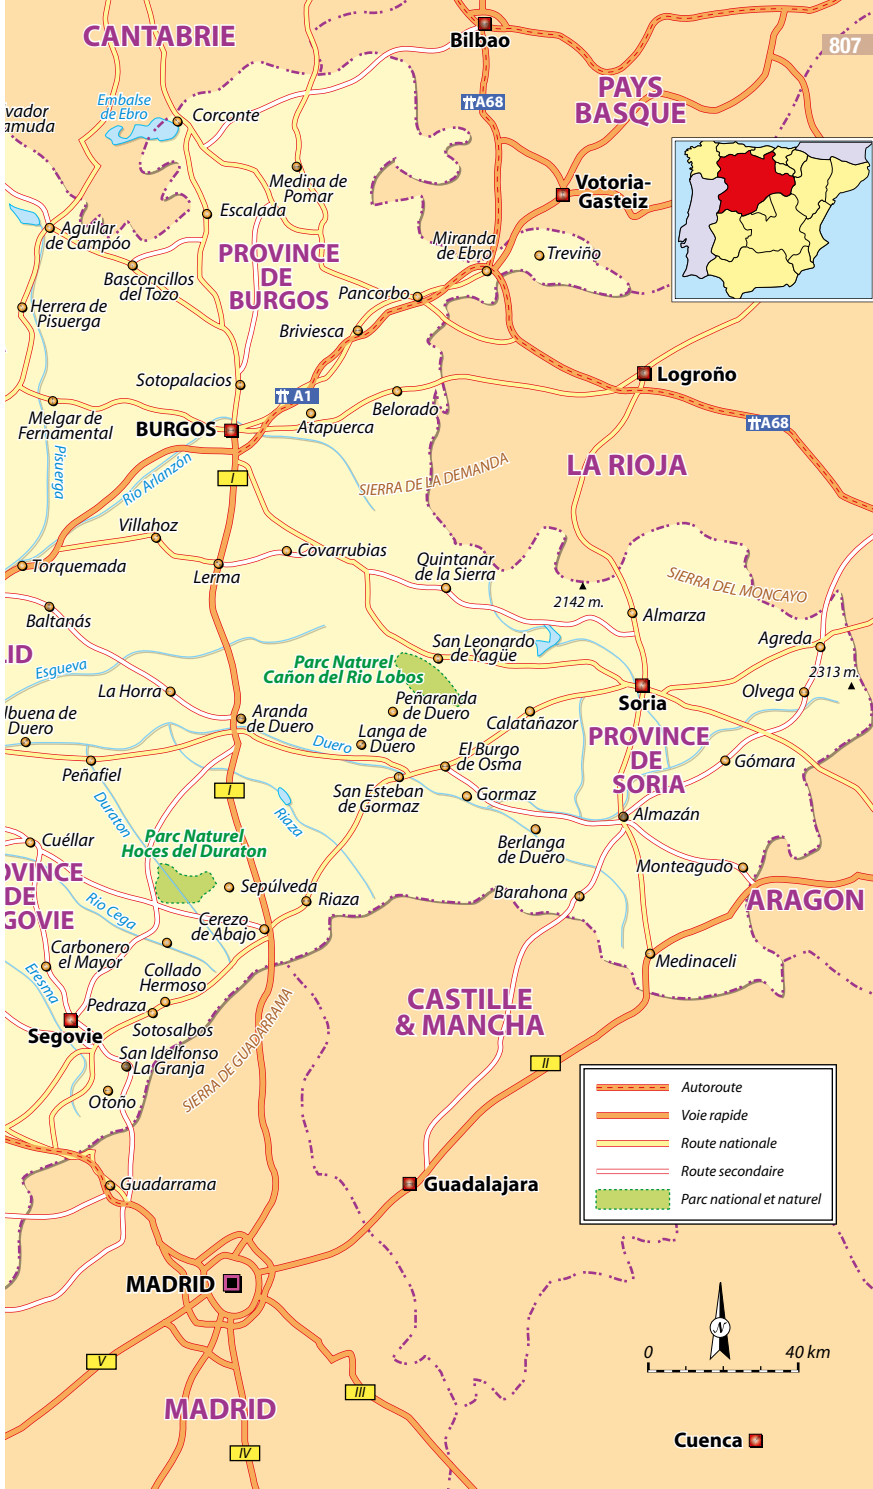 CANTABRIE
Bilbao
807
PAYS
BASQUE
A68
Embalse
de Ebro
vador
amuda
Corconte
Medina de
Pomar
Votoria-
Gasteiz
Escalada
Aguilar
de Campóo
PROVINCE
DE
BURGOS
Miranda
de Ebro
Treviño
Basconcillos
del Tozo
Pancorbo
Herrera de
Pisuerga
Briviesca
Sotopalacios
Logroño
A1
Belorado
Melgar de
Fernamental
BURGOS
Atapuerca
A68
Pisuerga
Rio Arlanzón
SIERRA DE LA DEMANDA
LA RIOJA
I
Villahoz
Covarrubias
Torquemada
Lerma
Quintanar
de la Sierra
SIERRA DEL MONCAYO
2142 m.
Almarza
Baltanás
Agreda
LID
Esgueva
Parc Naturel
Cañon del Rio Lobos
San Leonardo
de Yagüe
2313 m.
La Horra
Soria
Olvega
lbuena de
Duero
Aranda
de Duero
Peñaranda
de Duero
Calatañazor
Langa de
Duero
Duero
PROVINCE
DE
SORIA
El Burgo
de Osma
Gómara
Peñafiel
San Esteban
de Gormaz
Gormaz
I
Duraton
Riaza
Almazán
Cuéllar
Parc Naturel
Hoces del Duraton
Berlanga
de Duero
OVINCE
DE
GOVIE
Monteagudo
Sepúlveda
Riaza
Barahona
ARAGON
Rio Cega
Cerezo
de Abajo
Carbonero
el Mayor
Eresma
Collado
Hermoso
Medinaceli
Pedraza
CASTILLE
& MANCHA
Segovie
Sotosalbos
SIERRA DE GUADARRAMA
San Idelfonso
La Granja
II
Otoño
Autoroute
Voie rapide
Route nationale
Route secondaire
Parc national et naturel
Guadarrama
Guadalajara
MADRID
N
0 40 km
V
III
MADRID
IV
Cuenca